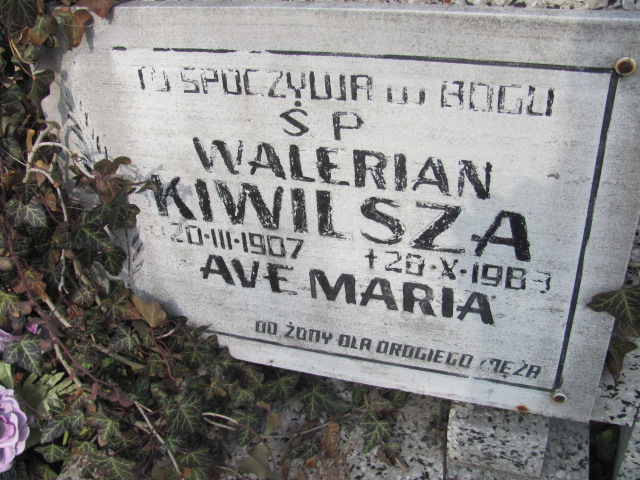 TU SPOCZYWA W BOGU
Ś P
WALERIAN
KIWILSZA
20·III·1907 †28·X·1983
AVE MARIA
OD ŻONY DLA DROGIEGO MĘŻA